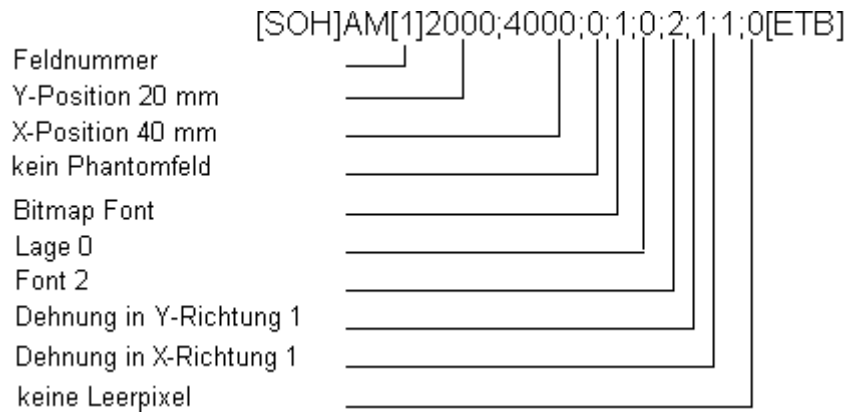 [SOH]AM[1]2000;4000;0;1;0;2;1;1;0[ETB]
Feldnummer
Y-Position 20 mm
X-Position 40 mm
kein Phantomfeld
Bitmap Font
Lage 0
Font 2
Dehnung in Y-Richtung 1
Dehnung in X-Richtung 1
keine Leerpixel